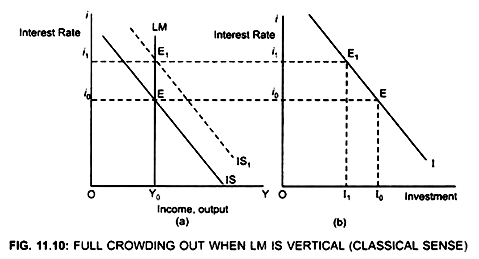 i
Interest Rate
LM
E₁
i₁
i₀
E
IS₁
IS
O
Y₀
Y
Income, output
(a)
i
Interest Rate
E₁
i₁
i₀
E
I
O
I₁
I₀
Investment
(b)
FIG. 11.10: FULL CROWDING OUT WHEN LM IS VERTICAL (CLASSICAL SENSE)